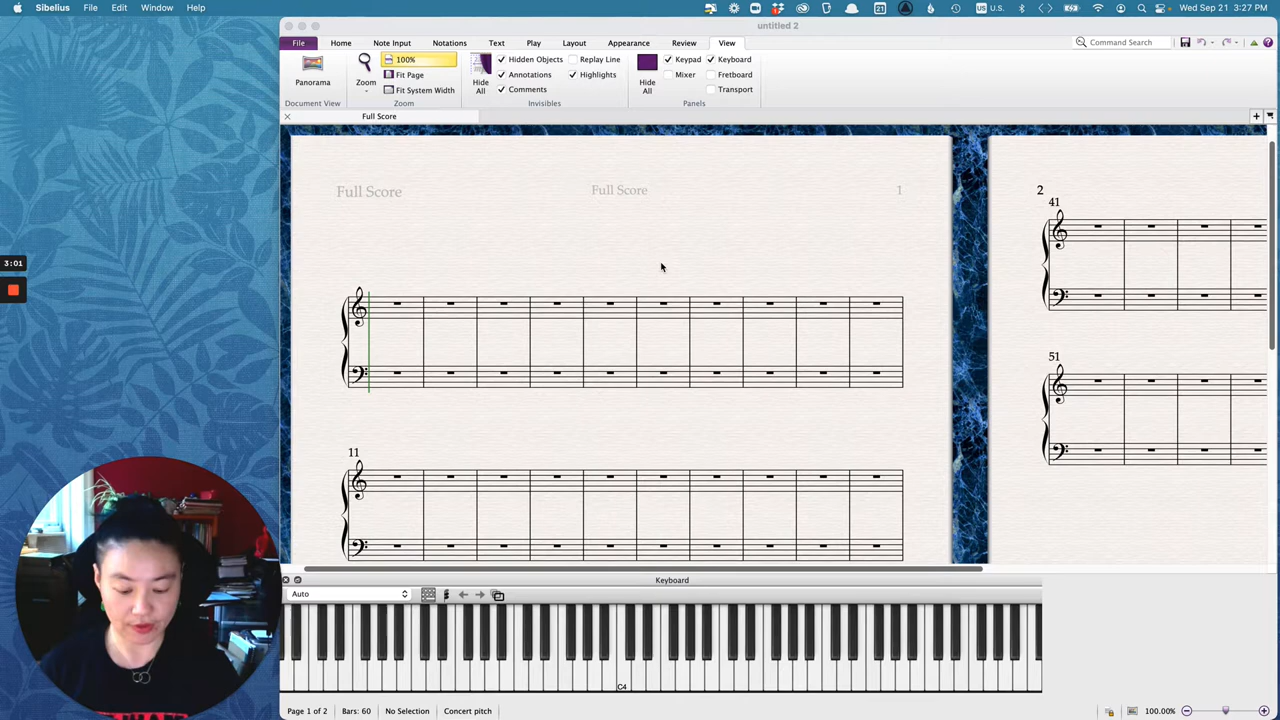 Sibelius File Edit Window Help Wed Sep 21 3:27 PM
untitled 2
File Home Note Input Notations Text Play Layout Appearance Review View Command Search
100% Hidden Objects Replay Line Keypad Keyboard
Panorama Zoom Fit Page Hide All Annotations Highlights Hide All Mixer Fretboard
Fit System Width Comments Transport
Document View Zoom Invisibles Panels
Full Score
Full Score Full Score 1 2
41
3:01
51
11
Keyboard
Auto
C4
Page 1 of 2 Bars: 60 No Selection Concert pitch 100.00%